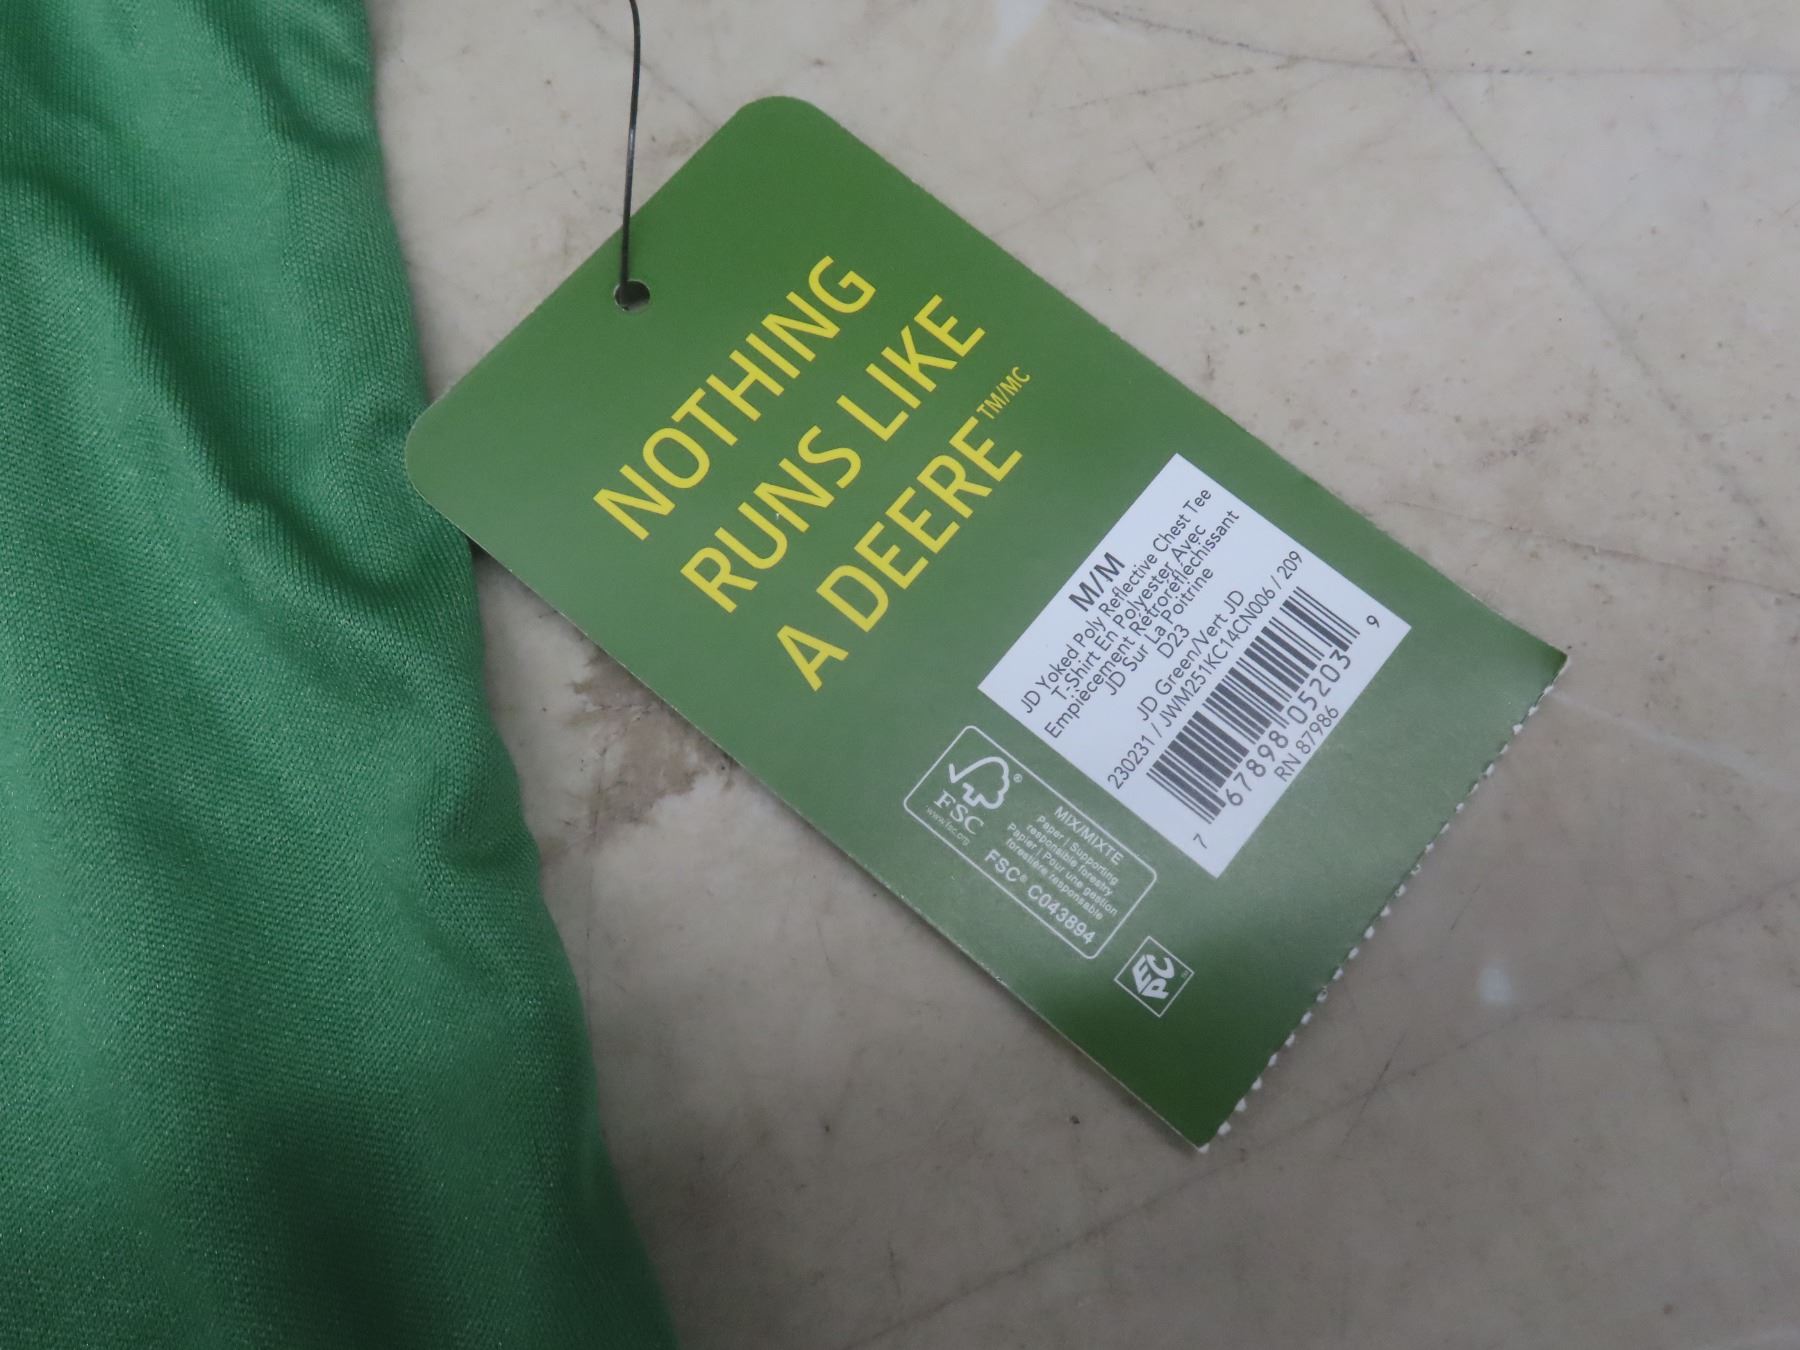 NOTHING
RUNS LIKE
A DEERE™/MC
M/M
JD Yoked Poly Reflective Chest Tee
T-Shirt En Polyester Avec
Empiècement Rétroréfléchissant
JD Sur La Poitrine
D23
JD Green/Vert JD
230231 / JWM251KC14CN006 / 209
7 67898 05203 9
RN 87986
FSC®
www.fsc.org
MIX/MIXTE
Paper | Supporting
responsible forestry
Papier | Pour une gestion
forestière responsable
FSC® C043894
EPC™